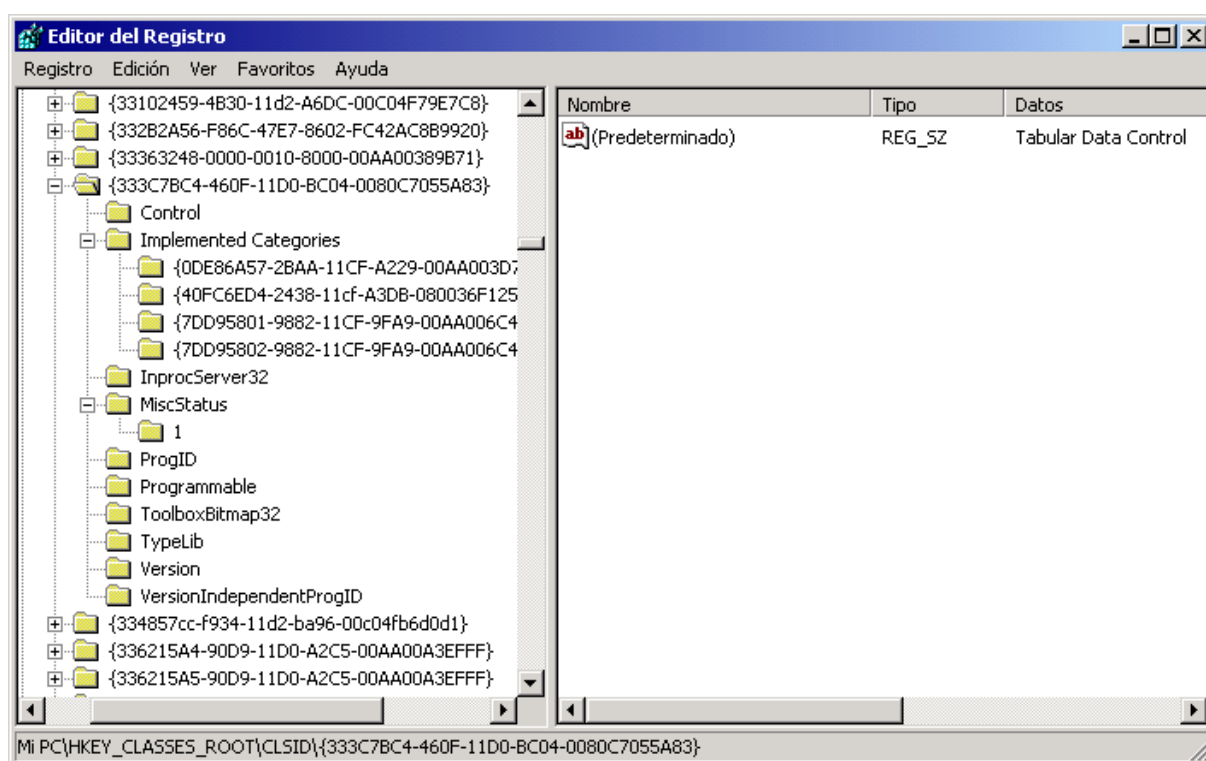 Editor del Registro
Registro Edición Ver Favoritos Ayuda
{33102459-4B30-11d2-A6DC-00C04F79E7C8}
{332B2A56-F86C-47E7-8602-FC42AC8B9920}
{33363248-0000-0010-8000-00AA00389B71}
{333C7BC4-460F-11D0-BC04-0080C7055A83}
Control
Implemented Categories
{0DE86A57-2BAA-11CF-A229-00AA003D7
{40FC6ED4-2438-11cf-A3DB-080036F125
{7DD95801-9882-11CF-9FA9-00AA006C4
{7DD95802-9882-11CF-9FA9-00AA006C4
InprocServer32
MiscStatus
1
ProgID
Programmable
ToolboxBitmap32
TypeLib
Version
VersionIndependentProgID
{334857cc-f934-11d2-ba96-00c04fb6d0d1}
{336215A4-90D9-11D0-A2C5-00AA00A3EFFF}
{336215A5-90D9-11D0-A2C5-00AA00A3EFFF}
Nombre Tipo Datos
ab (Predeterminado) REG_SZ Tabular Data Control
Mi PC\HKEY_CLASSES_ROOT\CLSID\{333C7BC4-460F-11D0-BC04-0080C7055A83}